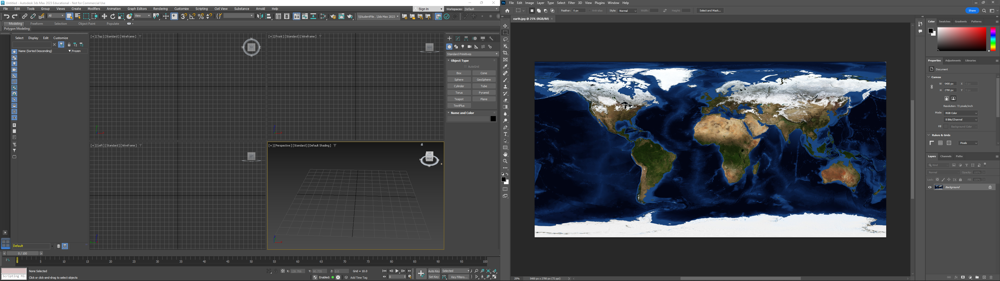 Untitled - Autodesk 3ds Max 2023 Educational - Not for Commercial Use
File Edit Tools Group Views Create Modifiers Animation Graph Editors Rendering Customize Scripting Civil View Substance Arnold Help
Sign In
Workspaces: Default
All
View
\\StudentFile...\3ds Max 2023
Modeling Freeform Selection Object Paint Populate
Polygon Modeling
Select Display Edit Customize
Name (Sorted Descending) Frozen
[+] [Top] [Standard] [Wireframe]
N
W
E
S
[+] [Front] [Standard] [Wireframe]
[+] [Left] [Standard] [Wireframe]
LEFT
[+] [Perspective] [Standard] [Default Shading]
FRONT
S
Standard Primitives
Object Type
AutoGrid
Box Cone
Sphere GeoSphere
Cylinder Tube
Torus Pyramid
Teapot Plane
TextPlus
Name and Color
Default
0 / 100
0 5 10 15 20 25 30 35 40 45 50 55 60 65 70 75 80 85 90 95 100
None Selected
Click or click-and-drag to select objects
Scripting Mi
X: 128.706 Y: 90.735 Z: 0.0 Grid = 10.0
Enabled: Add Time Tag
0
Auto Key Selected
Set Key Key Filters...
Ps File Edit Image Layer Type Select Filter 3D View Plugins Window Help
Feather: 0 px Anti-alias Style: Normal Width: Height: Select and Mask...
Share
earth.jpg @ 25% (RGB/8#)
Color Swatches Gradients Patterns
Properties Adjustments Libraries
Document
Canvas
W 5400 px X 0 px
H 2700 px Y 0 px
Resolution: 72 pixels/inch
Mode RGB Color
8 Bits/Channel
Fill Background Color
Rulers & Grids
Pixels
Layers Channels Paths
Kind
Normal Opacity: 100%
Lock: Fill: 100%
Background
25% 5400 px x 2700 px (72 ppi)